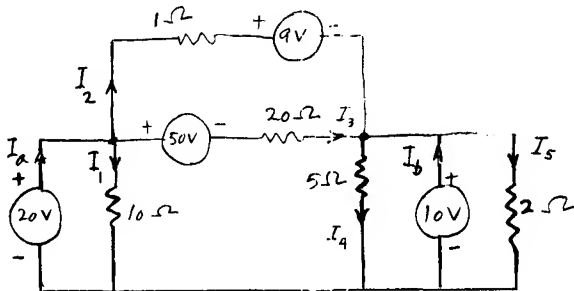 1Ω + 9V -
I2
+ 50V - 20Ω I3
Ia I1 Ib I5
+ 20V - 10Ω 5Ω + 10V - 2Ω
I4